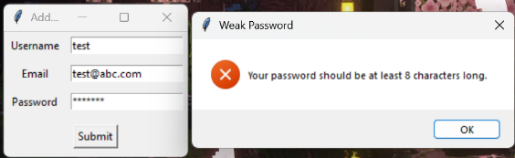 Add...
Username
test
Email
test@abc.com
Password
*******
Submit
Weak Password
Your password should be at least 8 characters long.
OK